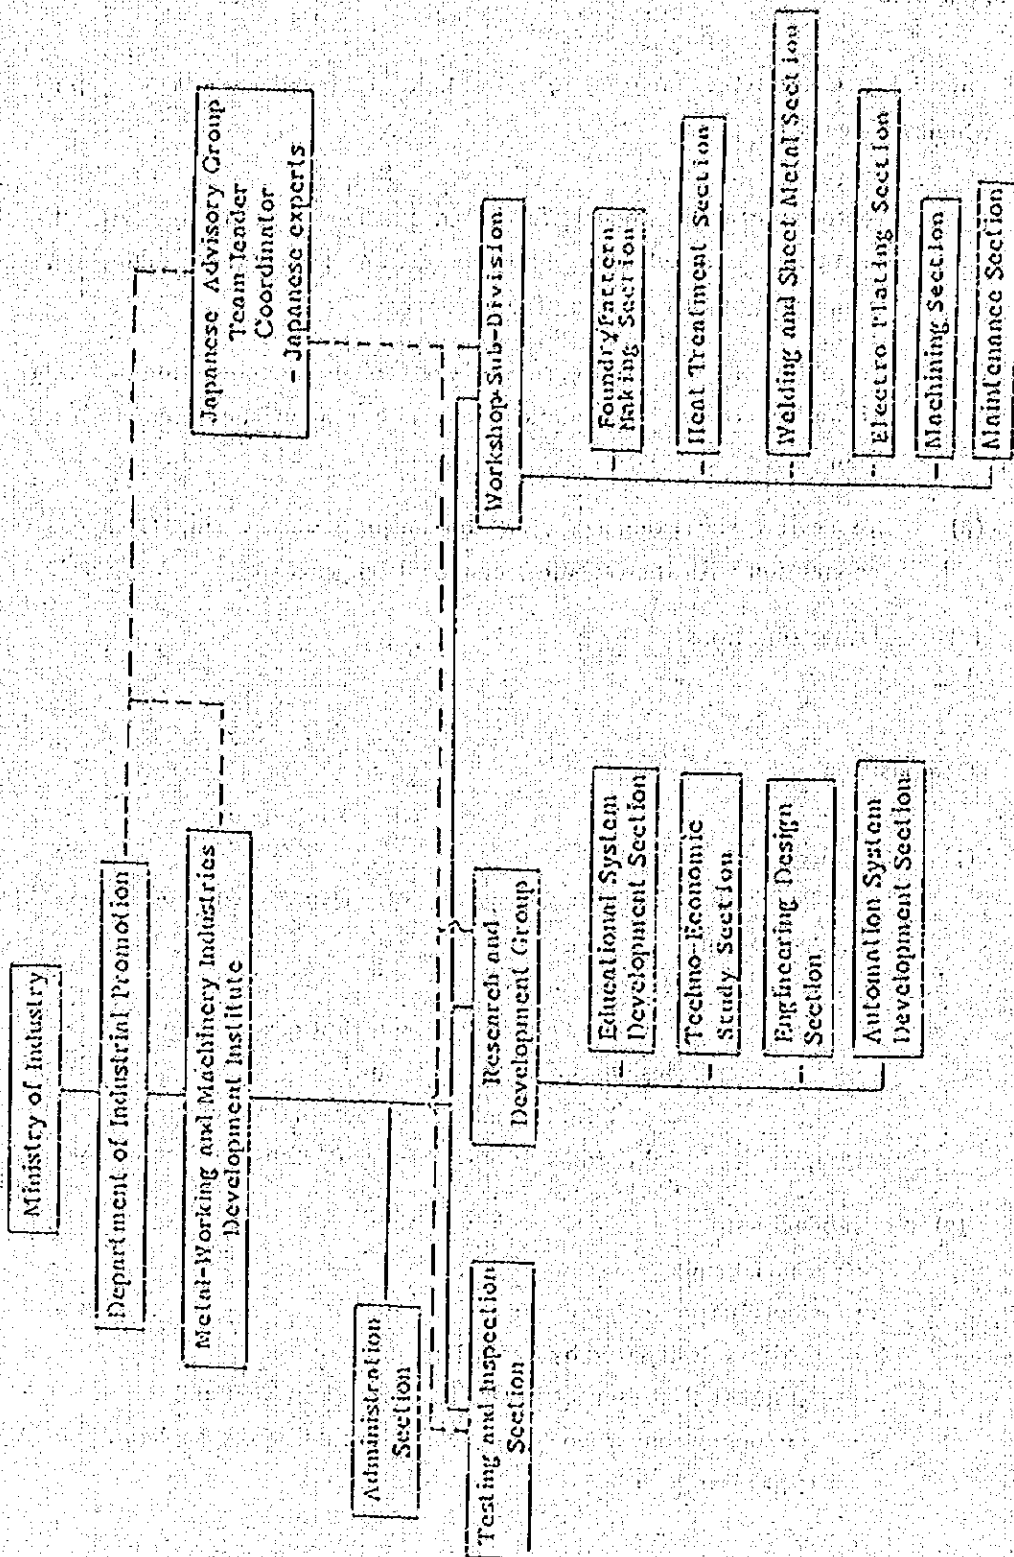 Ministry of Industry
Department of Industrial Promotion
Metal-Working and Machinery Industries
Development Institute
Japanese Advisory Group
Team leader
Coordinator
- Japanese experts
Administration
Section
Testing and Inspection
Section
Research and
Development Group
Educational System
Development Section
Techno-Economic
Study Section
Engineering Design
Section
Automation System
Development Section
Workshop Sub-Division
Foundry/Pattern
Making Section
Heat Treatment Section
Welding and Sheet Metal Section
Electro Plating Section
Machining Section
Maintenance Section